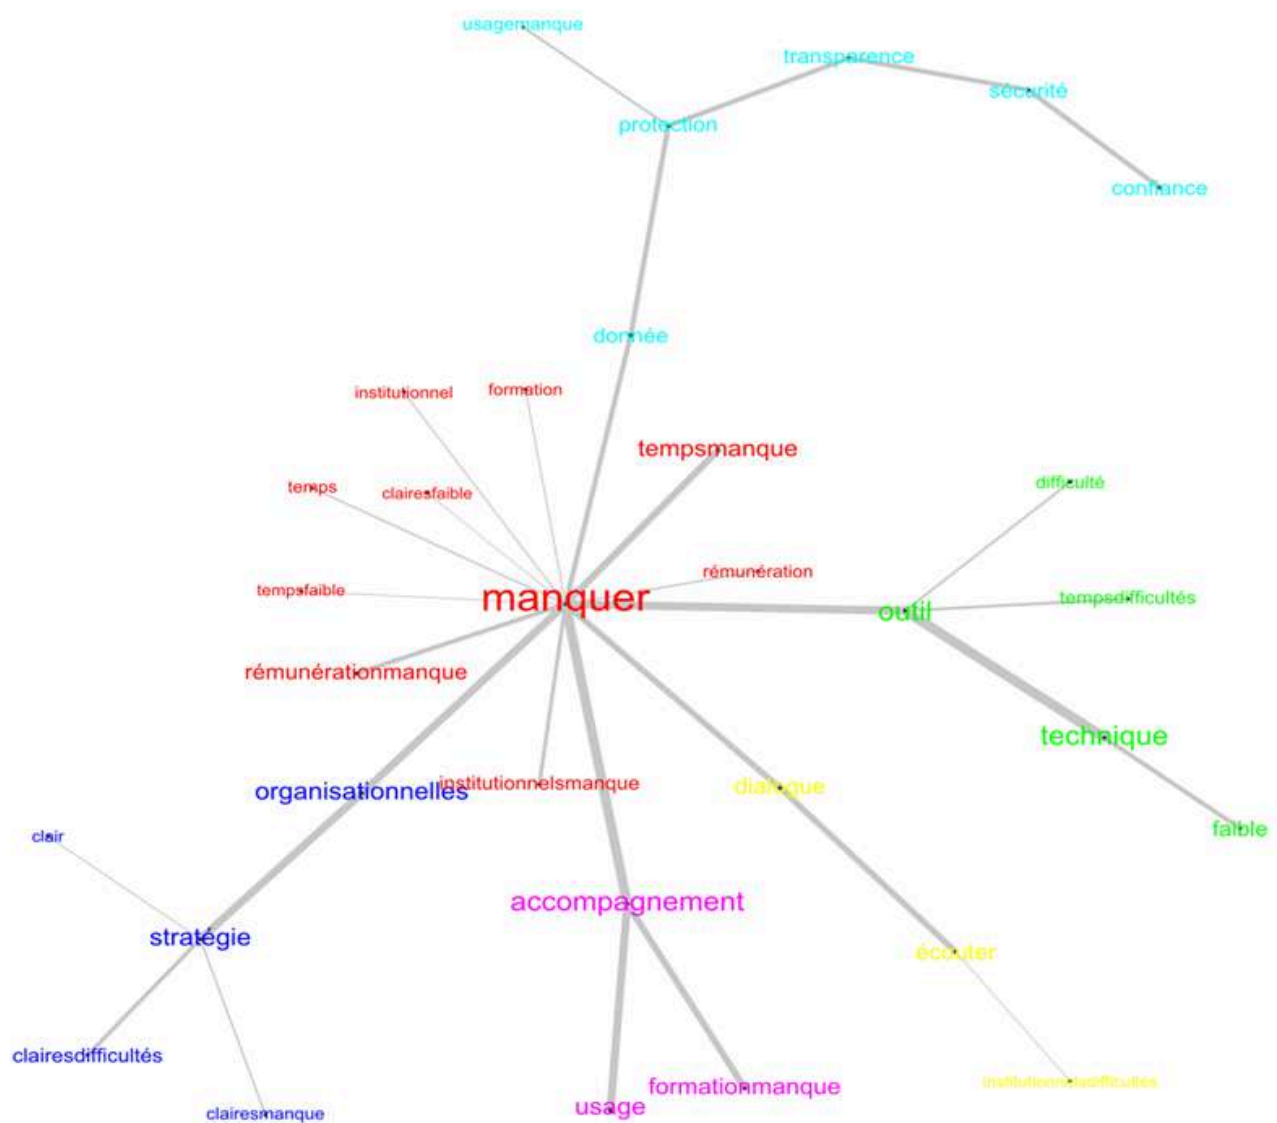 usagemanque
transparence
sécurité
protection
confiance
donnée
institutionnel
formation
tempsmanque
difficulté
temps
clairesfaible
rémunération
tempsfaible
manquer
outil
tempsdifficultés
rémunérationmanque
technique
institutionnelsmanque
organisationnelles
dialogue
clair
faible
accompagnement
stratégie
écouter
clairesdifficultés
institutionnelsdifficultés
formationmanque
usage
clairesmanque